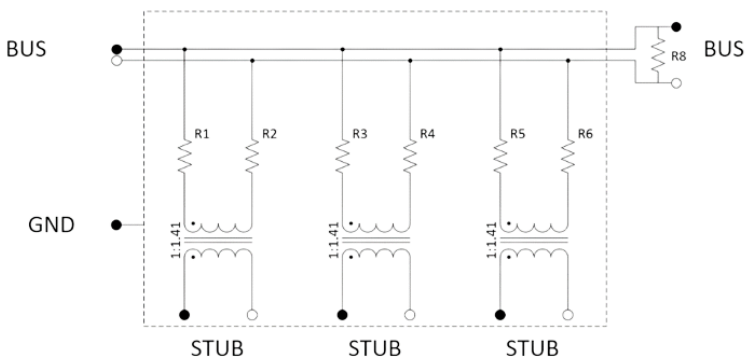 BUS
BUS
R8
R1
R2
R3
R4
R5
R6
GND
1:1.41
1:1.41
1:1.41
STUB
STUB
STUB